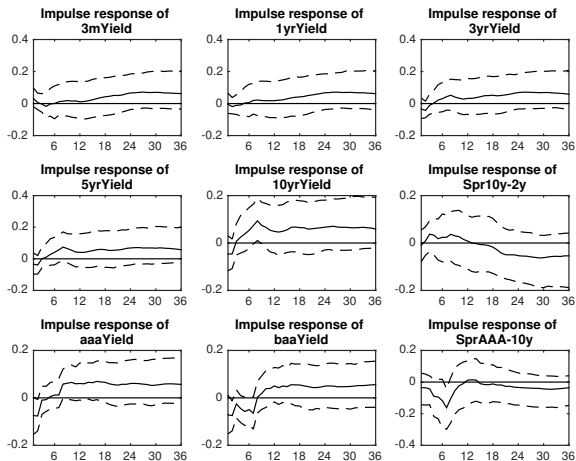 Impulse response of
3mYield
0.4
0.2
0
-0.2
6 12 18 24 30 36
Impulse response of
1yrYield
0.4
0.2
0
-0.2
6 12 18 24 30 36
Impulse response of
3yrYield
0.4
0.2
0
-0.2
6 12 18 24 30 36
Impulse response of
5yrYield
0.4
0.2
0
-0.2
6 12 18 24 30 36
Impulse response of
10yrYield
0.2
0
-0.2
6 12 18 24 30 36
Impulse response of
Spr10y-2y
0.2
0
-0.2
6 12 18 24 30 36
Impulse response of
aaaYield
0.2
0
-0.2
6 12 18 24 30 36
Impulse response of
baaYield
0.2
0
0.2
6 12 18 24 30 36
Impulse response of
SprAAA-10y
0.2
0
-0.2
-0.4
6 12 18 24 30 36